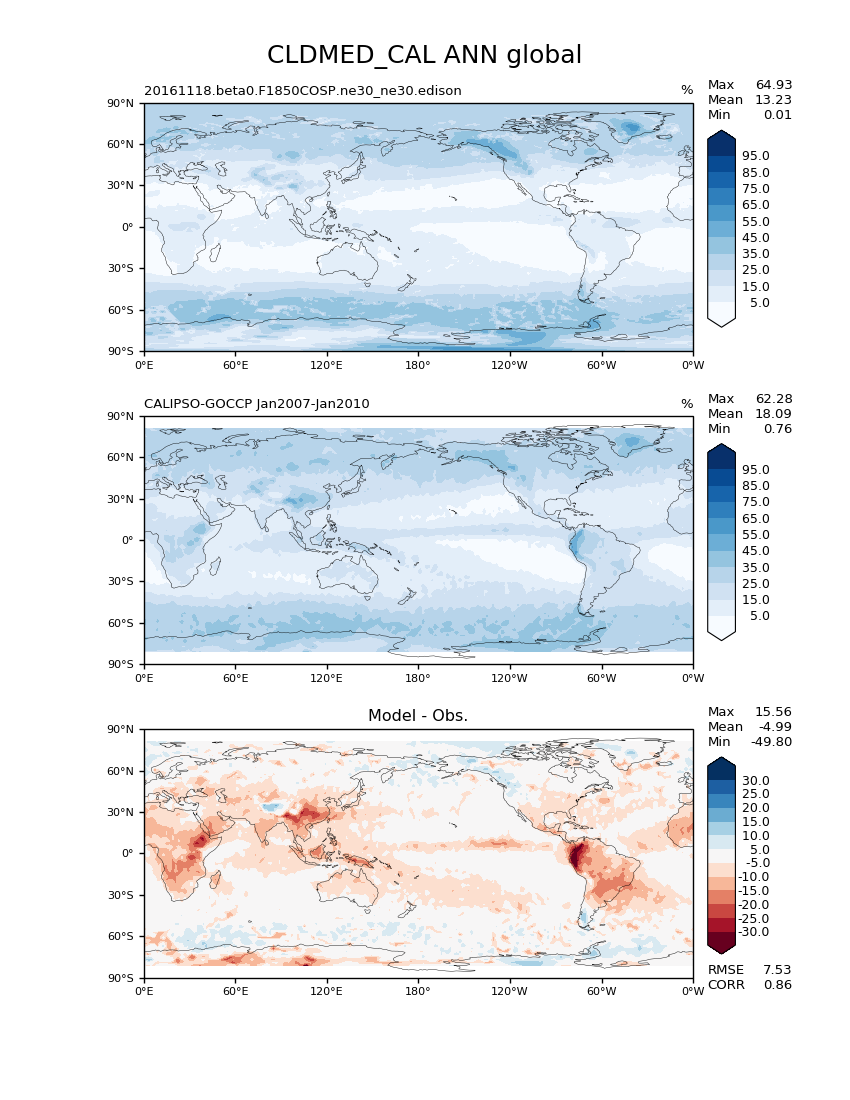 CLDMED_CAL ANN global
20161118.beta0.F1850COSP.ne30_ne30.edison %
Max 64.93
Mean 13.23
Min 0.01
90°N
60°N
30°N
0°
30°S
60°S
90°S
0°E 60°E 120°E 180° 120°W 60°W 0°W
95.0
85.0
75.0
65.0
55.0
45.0
35.0
25.0
15.0
5.0
CALIPSO-GOCCP Jan2007-Jan2010 %
Max 62.28
Mean 18.09
Min 0.76
90°N
60°N
30°N
0°
30°S
60°S
90°S
0°E 60°E 120°E 180° 120°W 60°W 0°W
95.0
85.0
75.0
65.0
55.0
45.0
35.0
25.0
15.0
5.0
Model - Obs.
Max 15.56
Mean -4.99
Min -49.80
90°N
60°N
30°N
0°
30°S
60°S
90°S
0°E 60°E 120°E 180° 120°W 60°W 0°W
30.0
25.0
20.0
15.0
10.0
5.0
-5.0
-10.0
-15.0
-20.0
-25.0
-30.0
RMSE 7.53
CORR 0.86